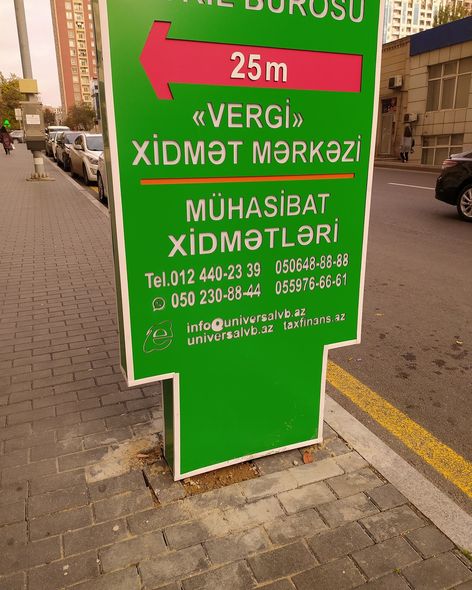 BÜROSU
25m
«VERGİ»
XİDMƏT MƏRKƏZİ
MÜHASİBAT
XİDMƏTLƏRİ
Tel.012 440-23 39 050648-88-88
050 230-88-44 055976-66-61
info@universalvb.az taxfinans.az
universalvb.az